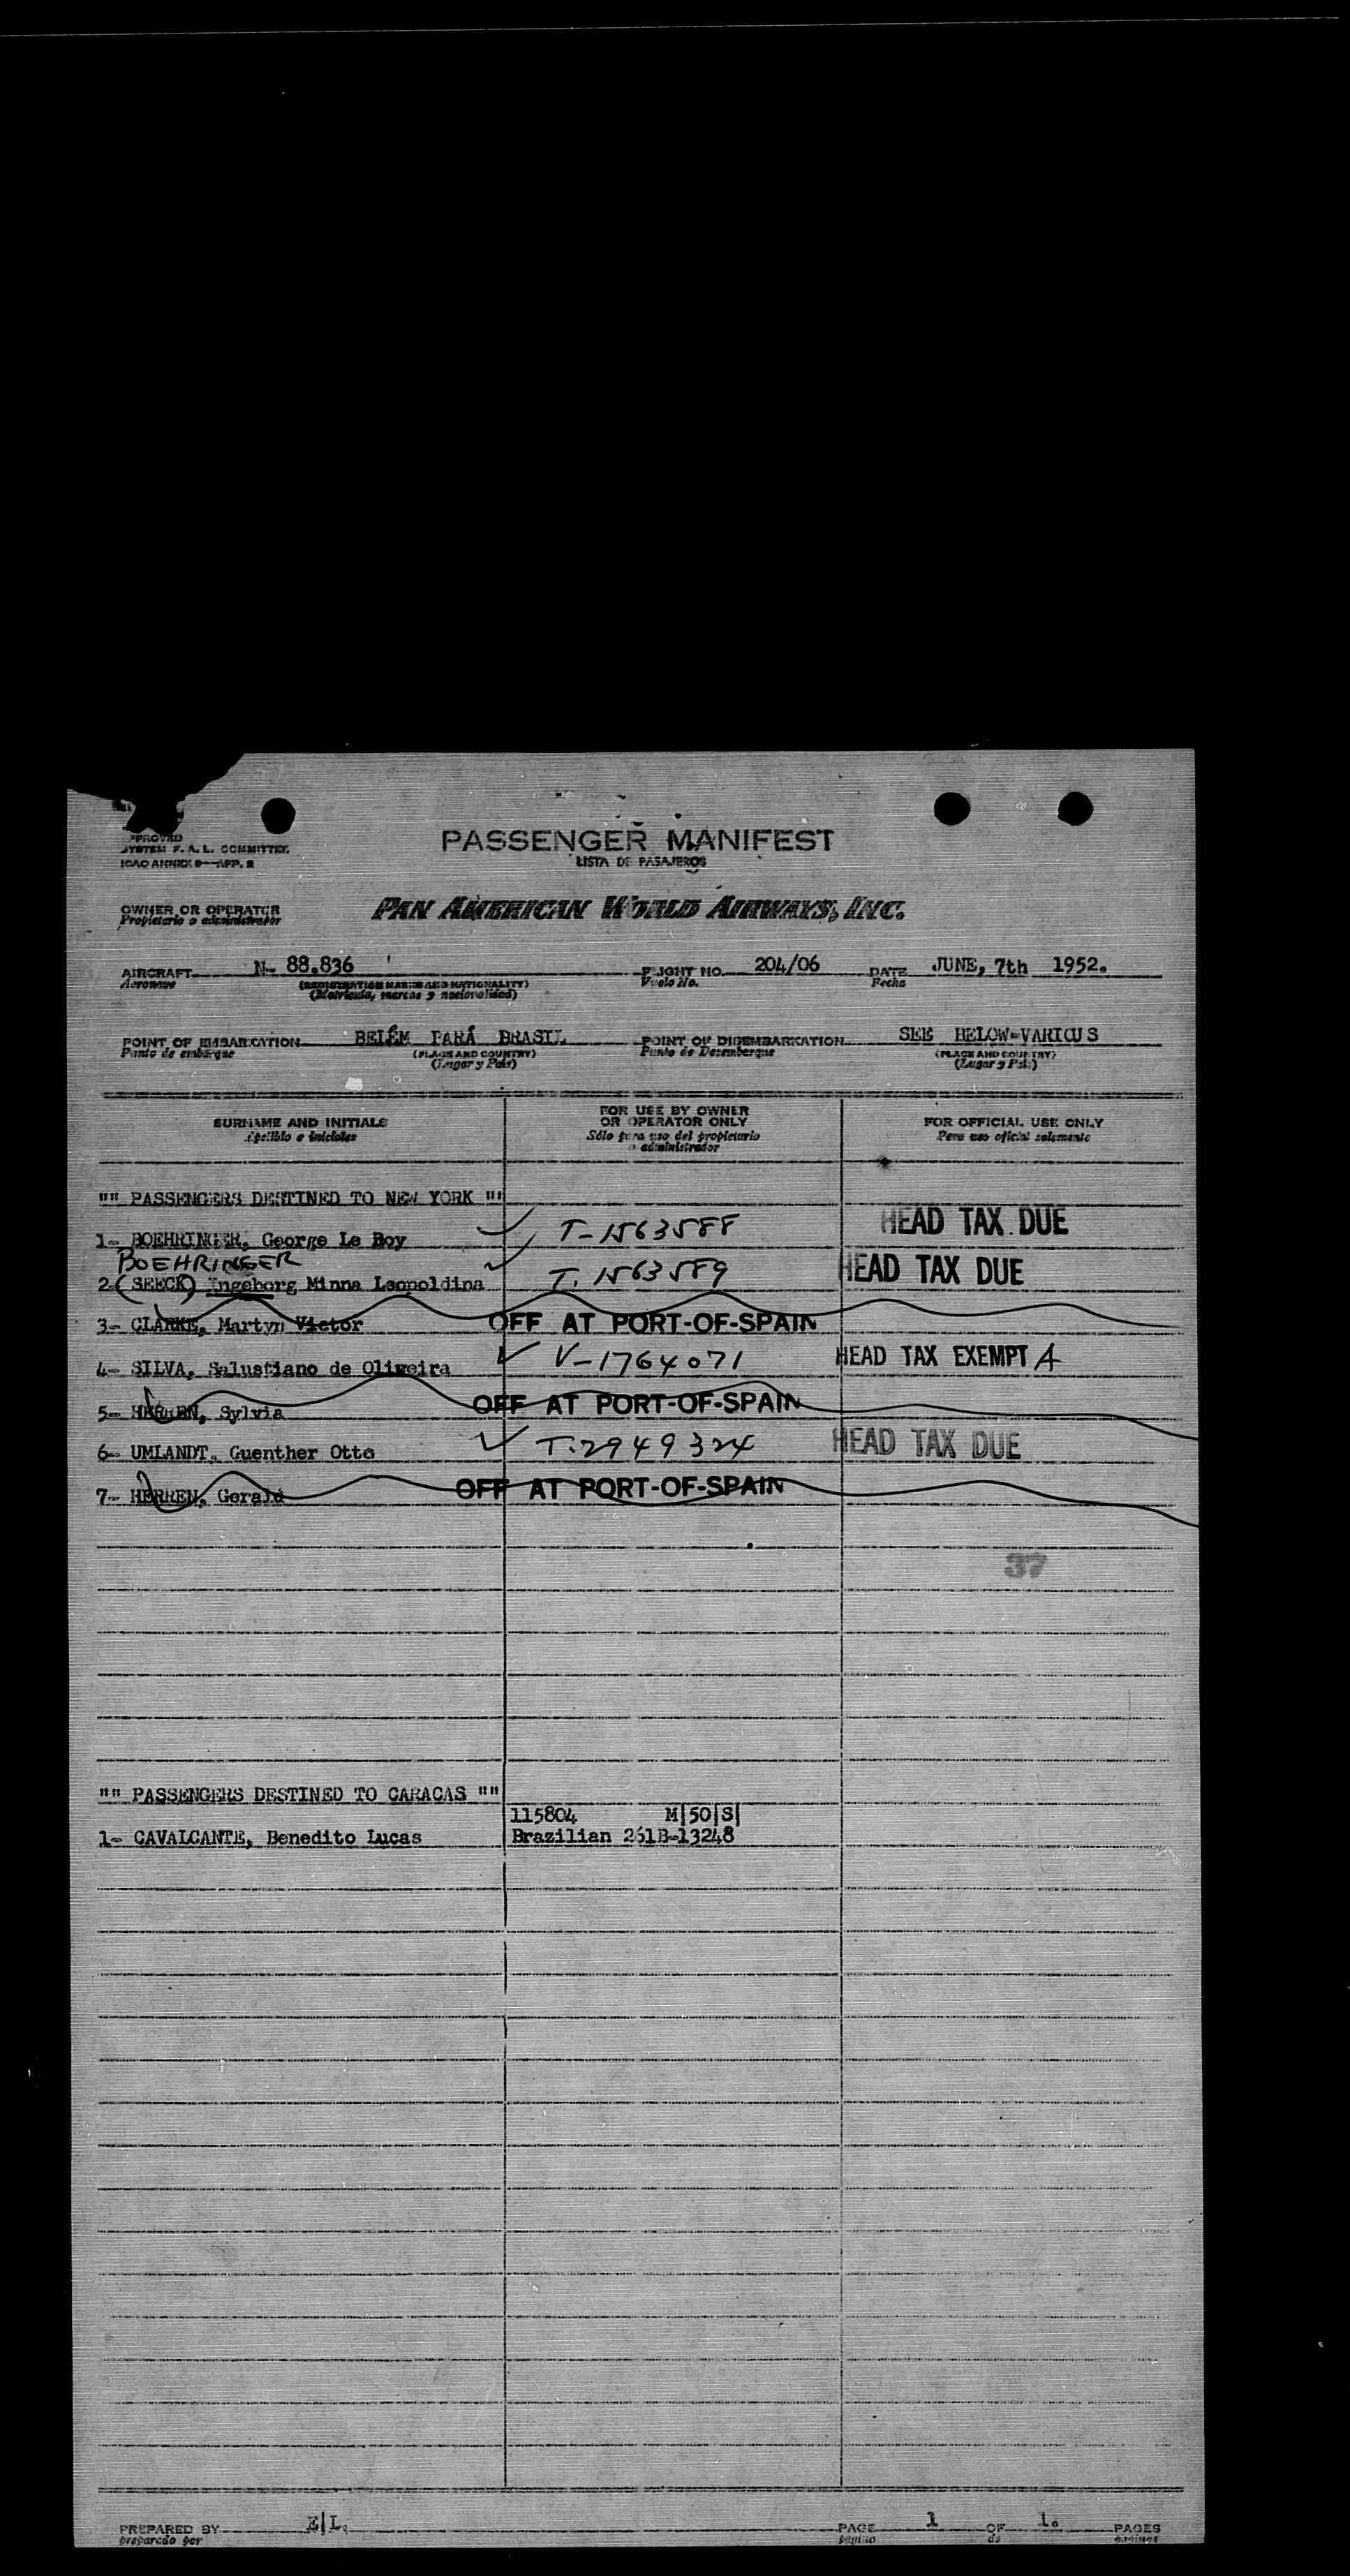 PASSENGER MANIFEST
LISTA DE PASAJEROS
SYSTEM F. A. L. COMMITTEE
ICAO ANNEX 9—APP. 2
OWNER OR OPERATOR PAN AMERICAN WORLD AIRWAYS, INC.
Propietario o administrador
AIRCRAFT N- 88.836 FLIGHT NO. 204/06 DATE JUNE, 7th 1952.
Aeronave (REGISTRATION MARKS AND NATIONALITY) Vuelo No. Fecha
(Matrícula, marcas y nacionalidad)
POINT OF EMBARCATION BELÉM PARÁ BRASIL POINT OF DISEMBARKATION SEE BELOW-VARIOUS
Punto de embarque (PLACE AND COUNTRY) Punto de Desembarque (PLACE AND COUNTRY)
(Lugar y País) (Lugar y País)
SURNAME AND INITIALS FOR USE BY OWNER OR OPERATOR ONLY FOR OFFICIAL USE ONLY
Apellido e iniciales Sólo para uso del propietario o administrador Para uso oficial solamente
"" PASSENGERS DESTINED TO NEW YORK ""
1- BOEHRINGER, George Le Roy T-1563588 HEAD TAX DUE
BOEHRINGER
2-(SEECK) Ingeborg Minna Leopoldina T. 1563589 HEAD TAX DUE
3- CLARKE, Martyn Victor OFF AT PORT-OF-SPAIN
4- SILVA, Salustiano de Oliveira V-1764071 HEAD TAX EXEMPT A
5- HERREN, Sylvia OFF AT PORT-OF-SPAIN
6- UMLANDT, Guenther Otto T.2949324 HEAD TAX DUE
7- HERREN, Gerald OFF AT PORT-OF-SPAIN
37
"" PASSENGERS DESTINED TO CARACAS ""
115804 M|50|S|
1- CAVALCANTE, Benedito Lucas Brazilian 261B-13248
PREPARED BY E|L. PAGE 1 OF 1. PAGES
preparado por página de páginas